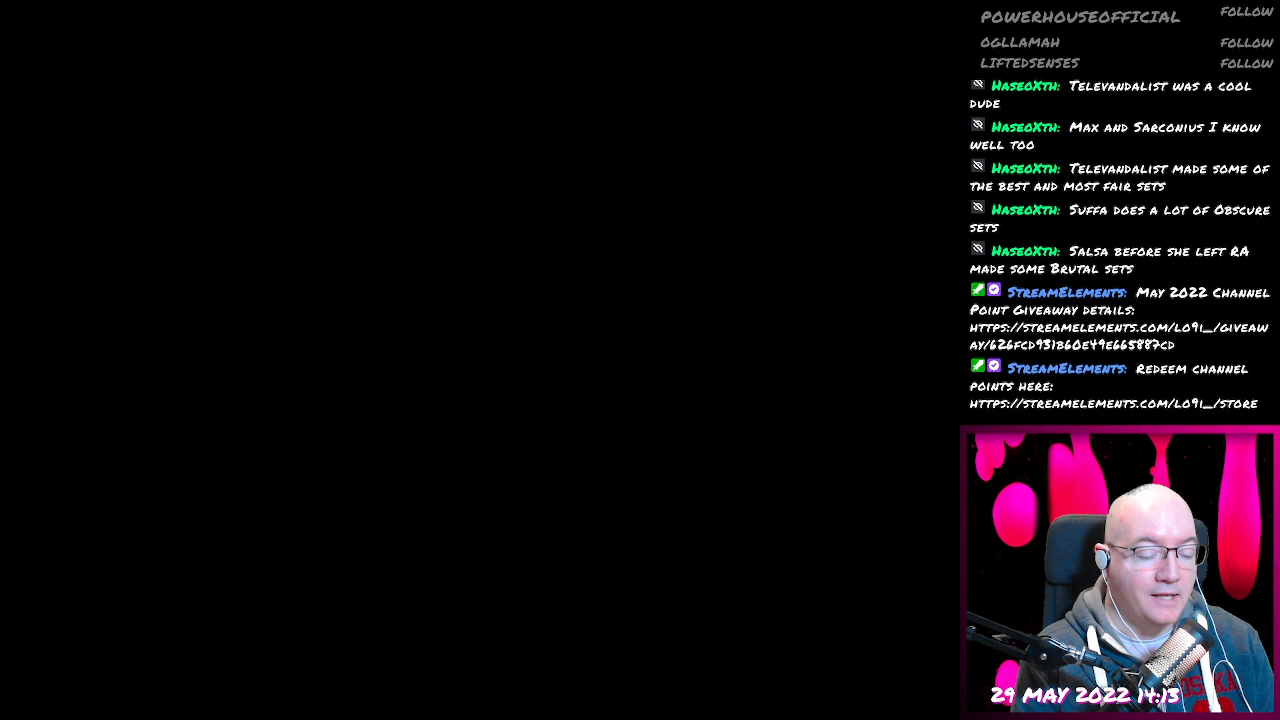 POWERHOUSEOFFICIAL FOLLOW
OGLLAMAH FOLLOW
LIFTEDSENSES FOLLOW
HaseoXth: Televandalist was a cool
dude
HaseoXth: Max and Sarconius I know
well too
HaseoXth: Televandalist made some of
the best and most fair sets
HaseoXth: Suffa does a lot of Obscure
sets
HaseoXth: Salsa before she left RA
made some Brutal sets
StreamElements: May 2022 Channel
Point Giveaway details:
https://streamelements.com/lo9i_/giveaw
ay/626fcd931b60e49e665887cd
StreamElements: Redeem channel
points here:
https://streamelements.com/lo9i_/store
29 MAY 2022 14:13